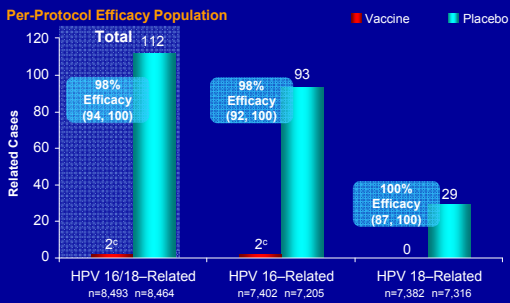 Per-Protocol Efficacy Population
Vaccine
Placebo
Related Cases
120
100
80
60
40
20
0
Total
112
98%
Efficacy
(94, 100)
2ᶜ
93
98%
Efficacy
(92, 100)
2ᶜ
29
100%
Efficacy
(87, 100)
0
HPV 16/18–Related
n=8,493 n=8,464
HPV 16–Related
n=7,402 n=7,205
HPV 18–Related
n=7,382 n=7,316